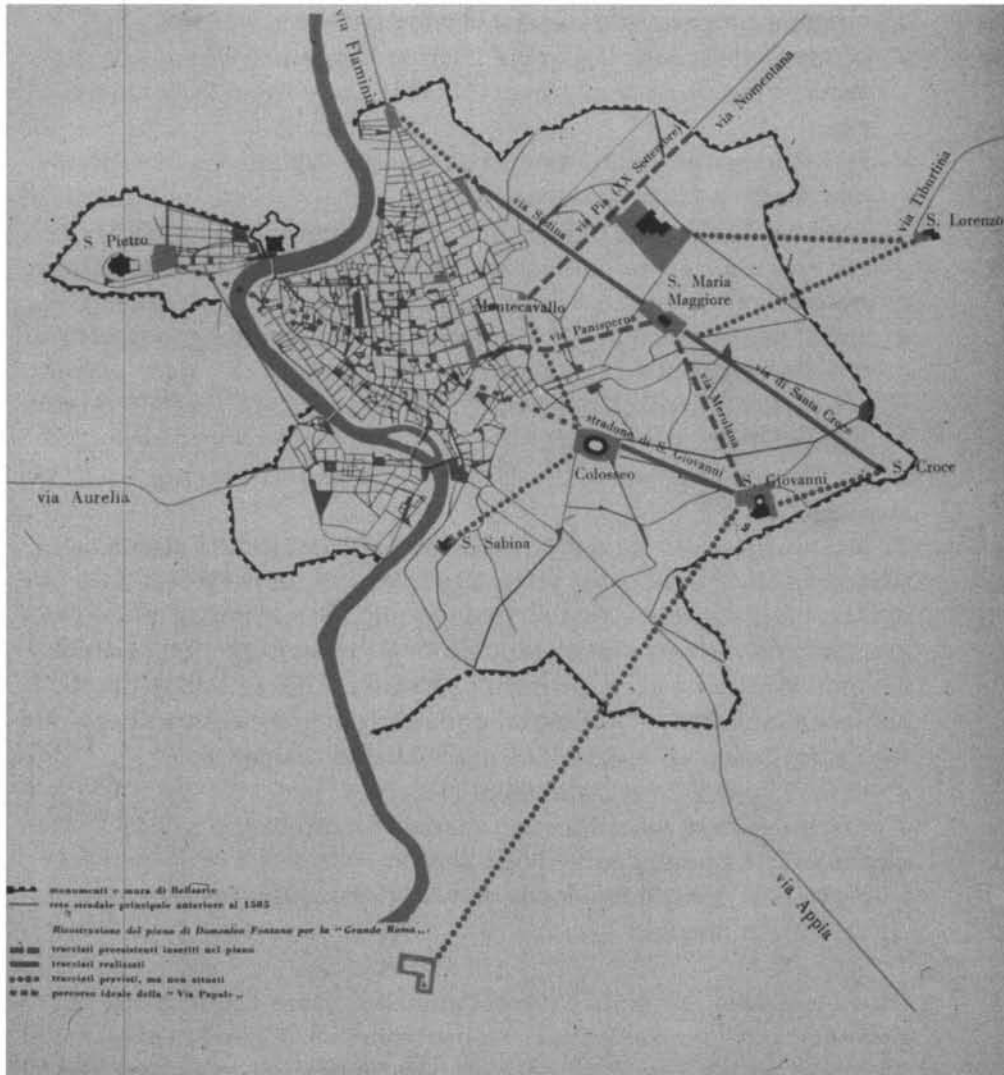 via Flaminia
via Nomentana
via Pia (XX Settembre)
via Tiburtina
S. Lorenzo
via Sistina
S Pietro
S. Maria
Maggiore
Montecavallo
via Panisperna
via di Santa Croce
via Merulana
stradone di S. Giovanni
Colosseo
S. Croce
S. Giovanni
via Aurelia
S. Sabina
via Appia
monumenti e mura di
rete stradale principale anteriore al 1585
Ricostruzione del piano di Domenico Fontana per la "Grande Roma„:
tracciati preesistenti inseriti nel piano
tracciati realizzati
tracciati previsti, ma non attuati
percorso ideale della "Via Papale„